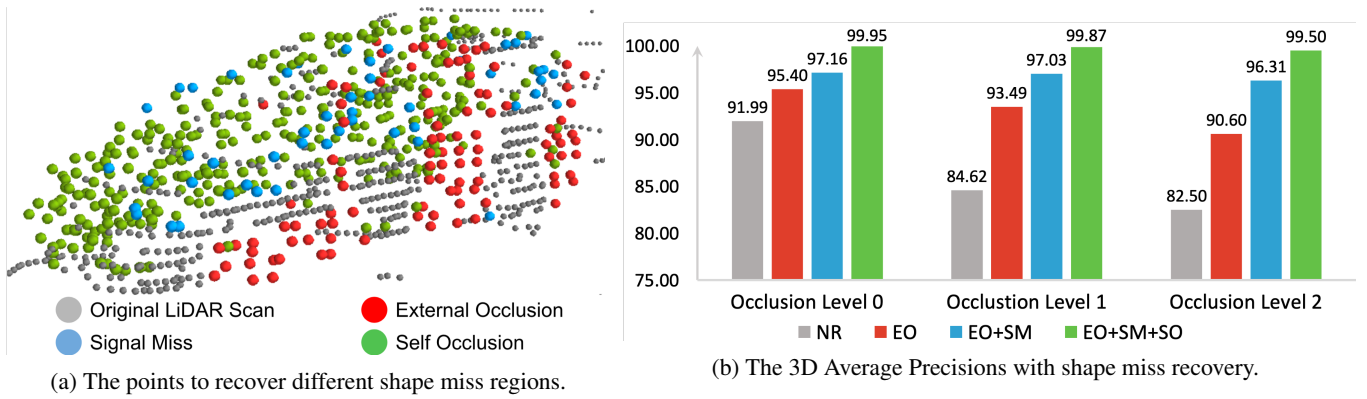 Original LiDAR Scan
External Occlusion
Signal Miss
Self Occlusion
(a) The points to recover different shape miss regions.
100.00
95.00
90.00
85.00
80.00
75.00
91.99
95.40
97.16
99.95
84.62
93.49
97.03
99.87
82.50
90.60
96.31
99.50
Occlusion Level 0
Occlustion Level 1
Occlusion Level 2
NR
EO
EO+SM
EO+SM+SO
(b) The 3D Average Precisions with shape miss recovery.